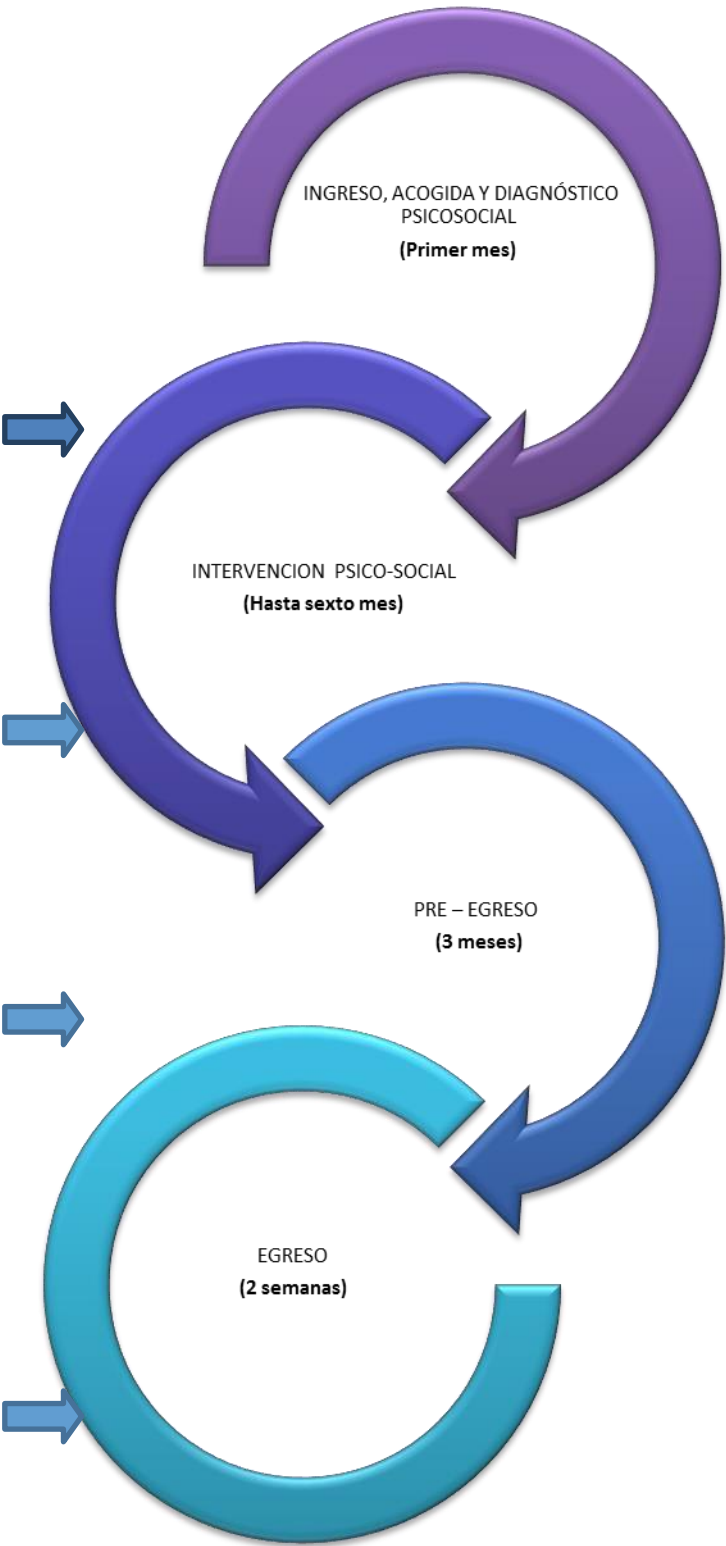 INGRESO, ACOGIDA Y DIAGNÓSTICO
PSICOSOCIAL
(Primer mes)
INTERVENCION PSICO-SOCIAL
(Hasta sexto mes)
PRE – EGRESO
(3 meses)
EGRESO
(2 semanas)